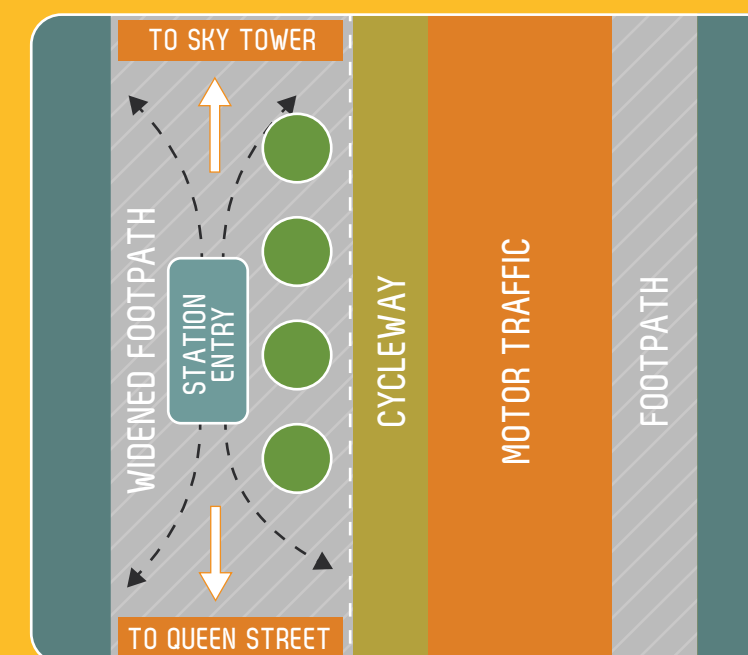 TO SKY TOWER
WIDENED FOOTPATH
STATION
ENTRY
CYCLEWAY
MOTOR TRAFFIC
FOOTPATH
TO QUEEN STREET